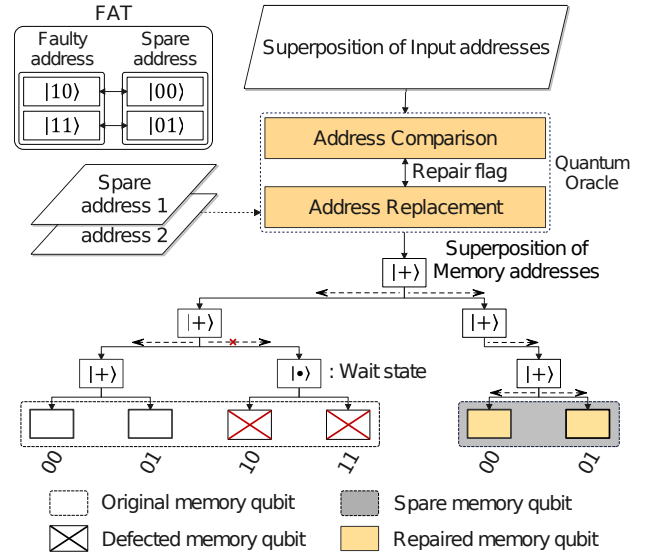 FAT
Faulty address
Spare address
|10⟩ |00⟩
|11⟩ |01⟩
Superposition of Input addresses
Address Comparison
Repair flag
Address Replacement
Quantum
Oracle
Spare
address 1
address 2
Superposition of
Memory addresses
|+⟩
|+⟩
|+⟩
|+⟩
|•⟩ : Wait state
|+⟩
00
01
10
11
00
01
Original memory qubit
Spare memory qubit
Defected memory qubit
Repaired memory qubit